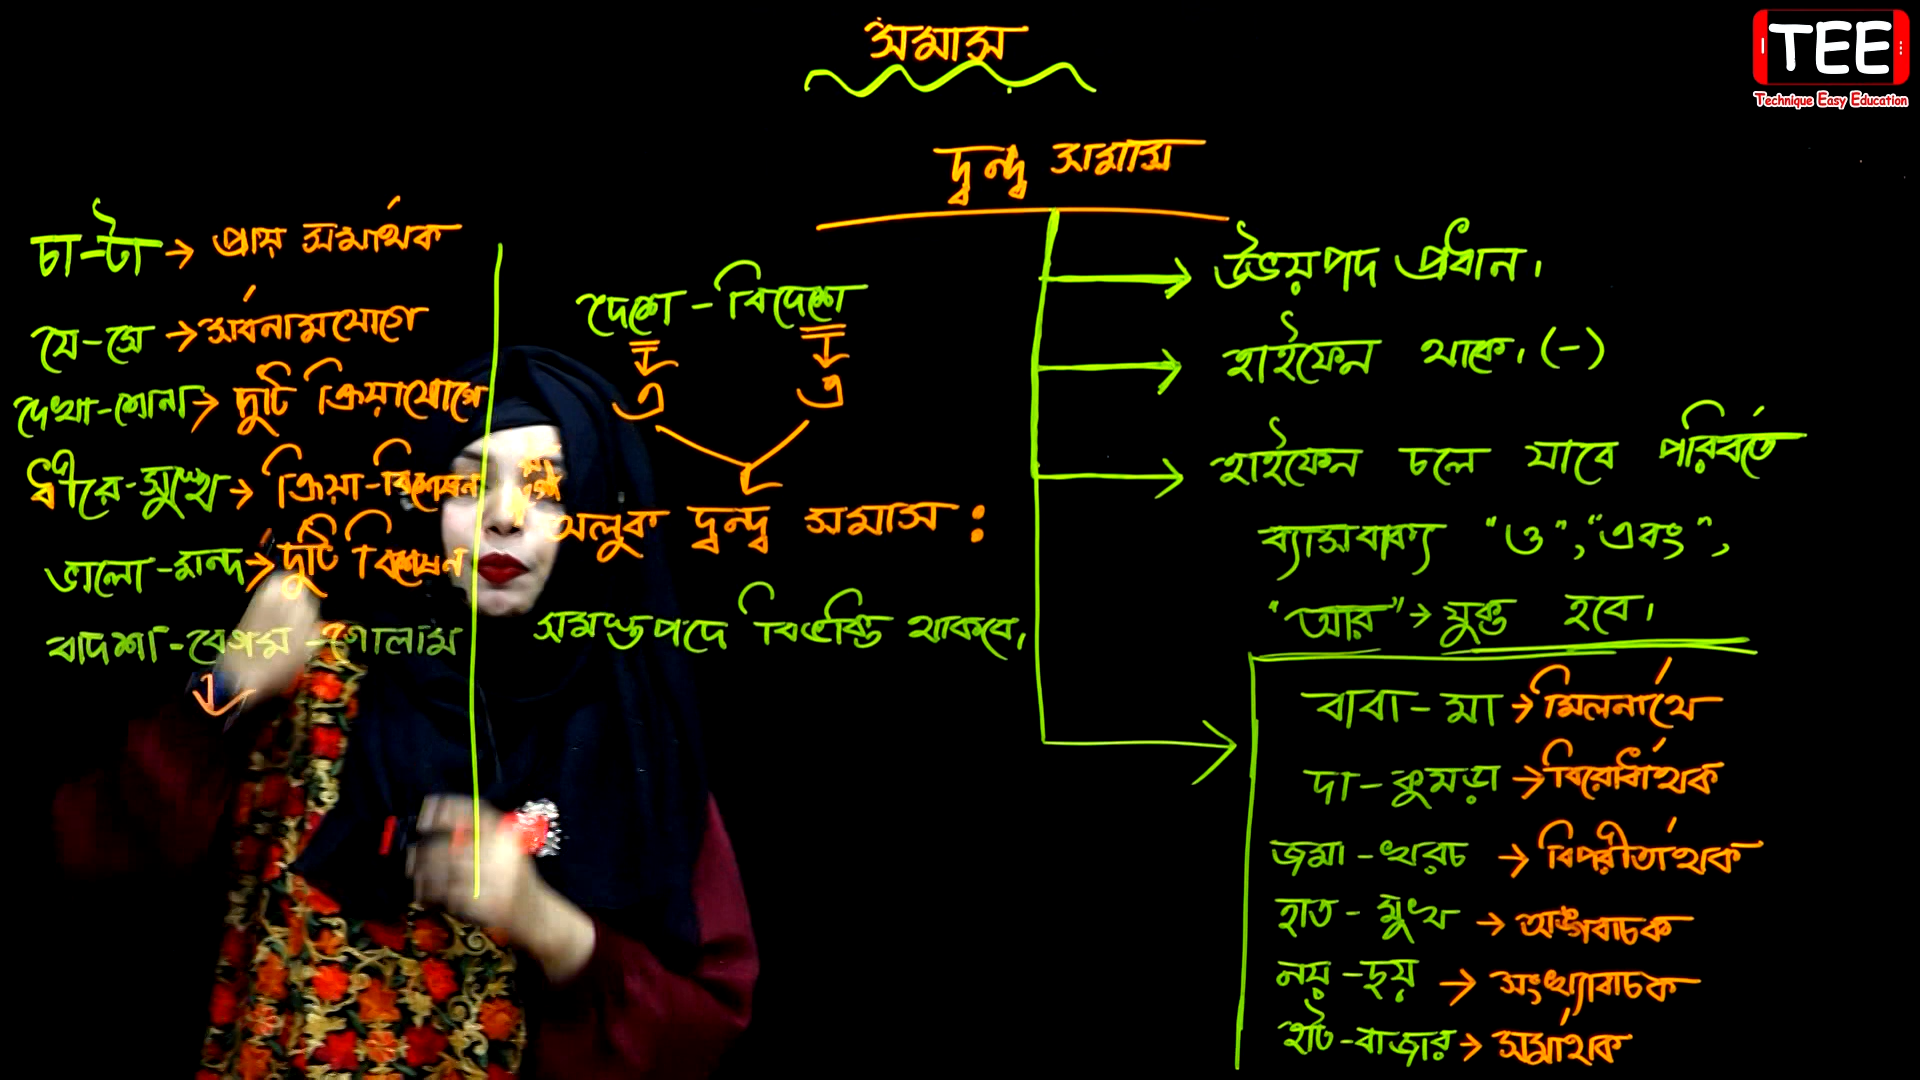 সমাস
TEE
Technique Easy Education
দ্বন্দ্ব সমাস
চা-টা → প্রায় সমার্থক
যে-সে → সর্বনামযোগে
দেখা-শোনা → দুটি ক্রিয়াযোগে
ধীরে-সুস্থে → ক্রিয়া-বিশেষন
ভালো-মন্দ → দুটি বিশেষন
বাদশা-বেগম-গোলাম
দেশে-বিদেশে
এ এ
অলুক দ্বন্দ্ব সমাস :
সমস্তপদে বিভক্তি থাকবে।
উভয়পদ প্রধান।
হাইফেন থাকে। (-)
হাইফেন চলে যাবে পরিবর্তে
ব্যাসবাক্য "ও", "এবং",
"আর" → যুক্ত হবে।
বাবা-মা → মিলনার্থে
দা-কুমড়া → বিরোধার্থক
জমা-খরচ → বিপরীতার্থক
হাত-মুখ → অঙ্গবাচক
নয়-ছয় → সংখ্যাবাচক
হাট-বাজার → সমার্থক